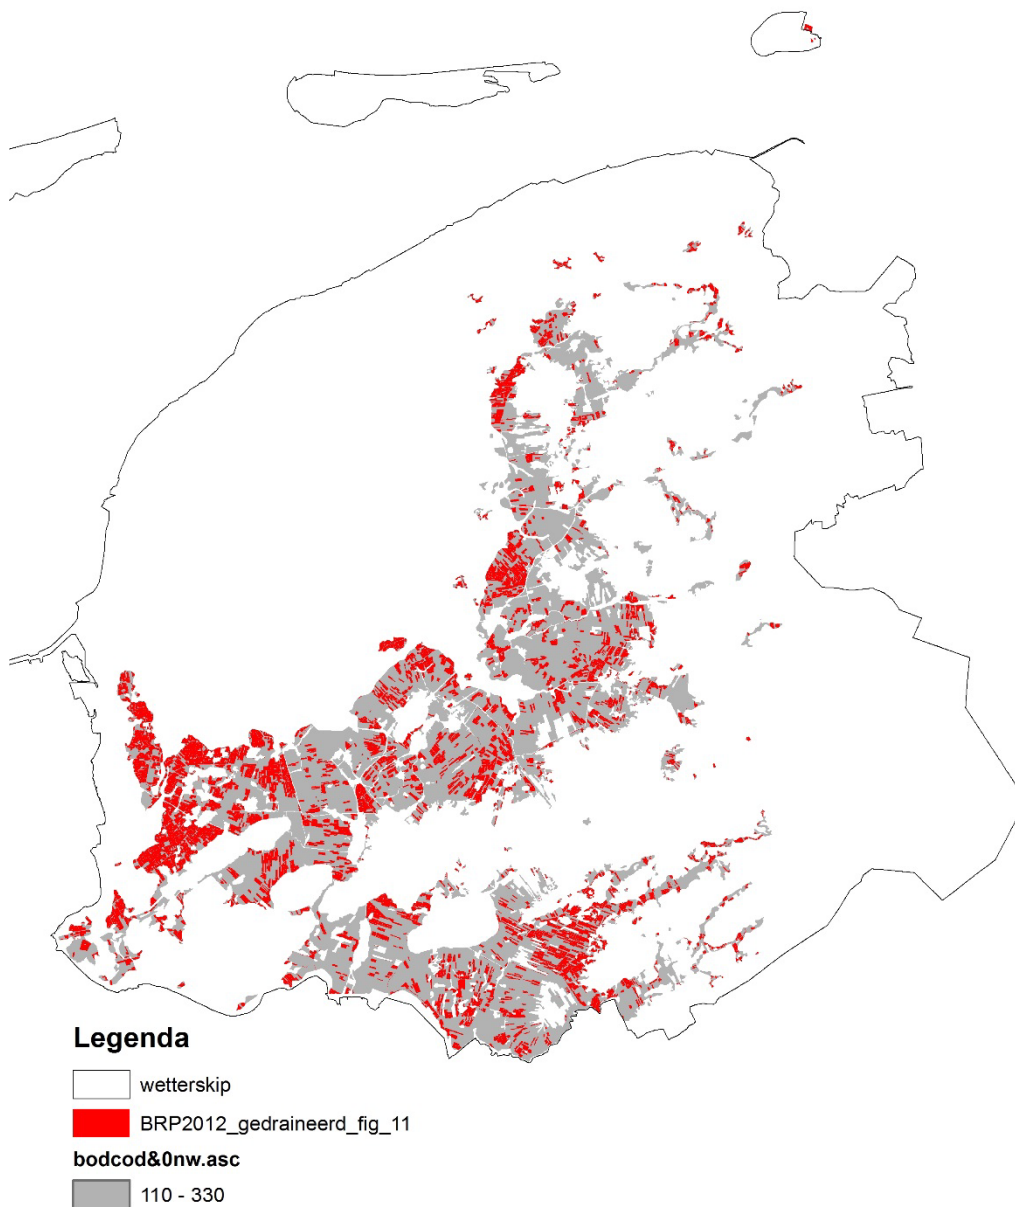 Legenda
wetterskip
BRP2012_gedraineerd_fig_11
bodcod&0nw.asc
110 - 330